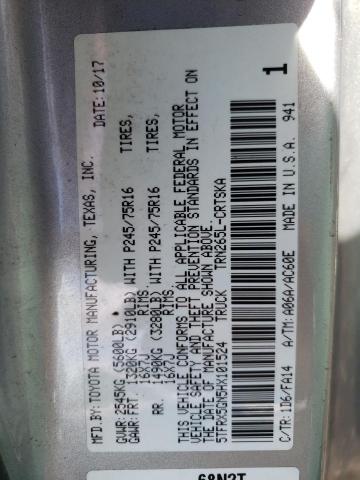 MFD.BY: TOYOTA MOTOR MANUFACTURING, TEXAS, INC. DATE: 10/17
GVWR: 2545KG (5600LB)
GAWR: FRT. 1320KG (2910LB) WITH P245/75R16 TIRES,
16X7J RIMS.
RR. 1490KG (3280LB) WITH P245/75R16 TIRES,
16X7J RIMS.
THIS VEHICLE CONFORMS TO ALL APPLICABLE FEDERAL MOTOR
VEHICLE SAFETY AND THEFT PREVENTION STANDARDS IN EFFECT ON
THE DATE OF MANUFACTURE SHOWN ABOVE.
5TFRX5GN5HX101524 TRUCK TRN265L-CRTSKA
C/TR: 1D6/FA14 A/TM: A06A/AC60E MADE IN U.S.A. 941
1
68N2T